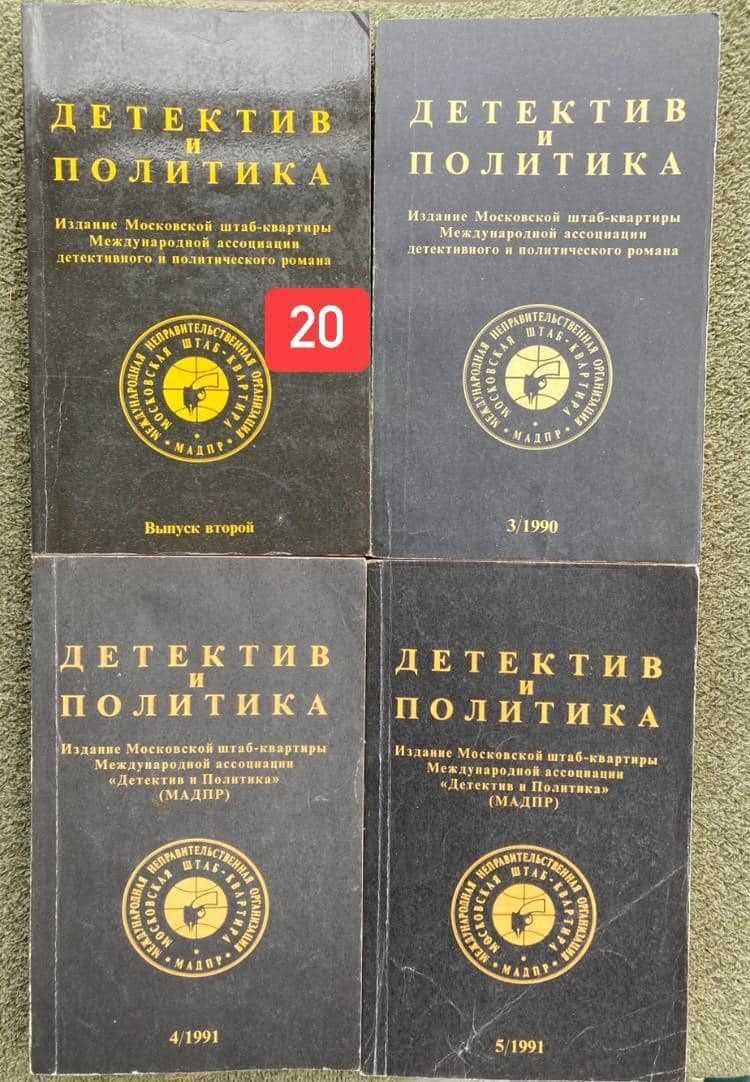 ДЕТЕКТИВ
И
ПОЛИТИКА
Издание Московской штаб-квартиры
Международной ассоциации
детективного и политического романа
МЕЖДУНАРОДНАЯ НЕПРАВИТЕЛЬСТВЕННАЯ ОРГАНИЗАЦИЯ
МОСКОВСКАЯ ШТАБ-КВАРТИРА
• МАДПР •
20
Выпуск второй
ДЕТЕКТИВ
И
ПОЛИТИКА
Издание Московской штаб-квартиры
Международной ассоциации
детективного и политического романа
МЕЖДУНАРОДНАЯ НЕПРАВИТЕЛЬСТВЕННАЯ ОРГАНИЗАЦИЯ
МОСКОВСКАЯ ШТАБ-КВАРТИРА
• МАДПР •
3/1990
ДЕТЕКТИВ
И
ПОЛИТИКА
Издание Московской штаб-квартиры
Международной ассоциации
«Детектив и Политика»
(МАДПР)
МЕЖДУНАРОДНАЯ НЕПРАВИТЕЛЬСТВЕННАЯ ОРГАНИЗАЦИЯ
МОСКОВСКАЯ ШТАБ-КВАРТИРА
• МАДПР •
4/1991
ДЕТЕКТИВ
И
ПОЛИТИКА
Издание Московской штаб-квартиры
Международной ассоциации
«Детектив и Политика»
(МАДПР)
МЕЖДУНАРОДНАЯ НЕПРАВИТЕЛЬСТВЕННАЯ ОРГАНИЗАЦИЯ
МОСКОВСКАЯ ШТАБ-КВАРТИРА
• МАДПР •
5/1991